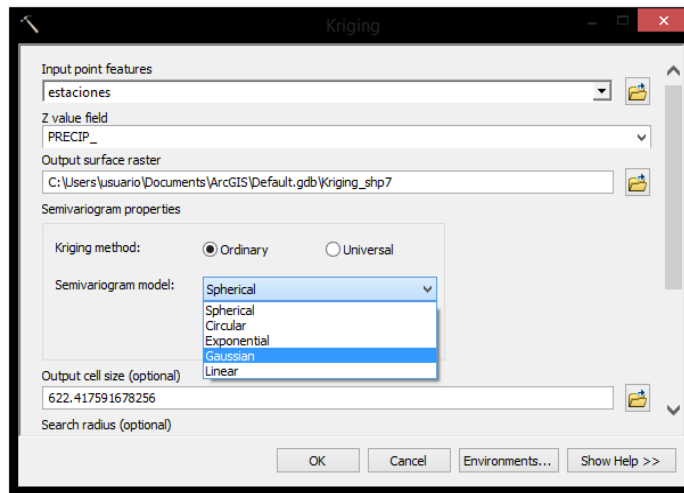 Kriging
Input point features
estaciones
Z value field
PRECIP_
Output surface raster
C:\Users\usuario\Documents\ArcGIS\Default.gdb\Kriging_shp7
Semivariogram properties
Kriging method: Ordinary Universal
Semivariogram model: Spherical
Spherical
Circular
Exponential
Gaussian
Linear
Output cell size (optional)
622.417591678256
Search radius (optional)
OK Cancel Environments... Show Help >>